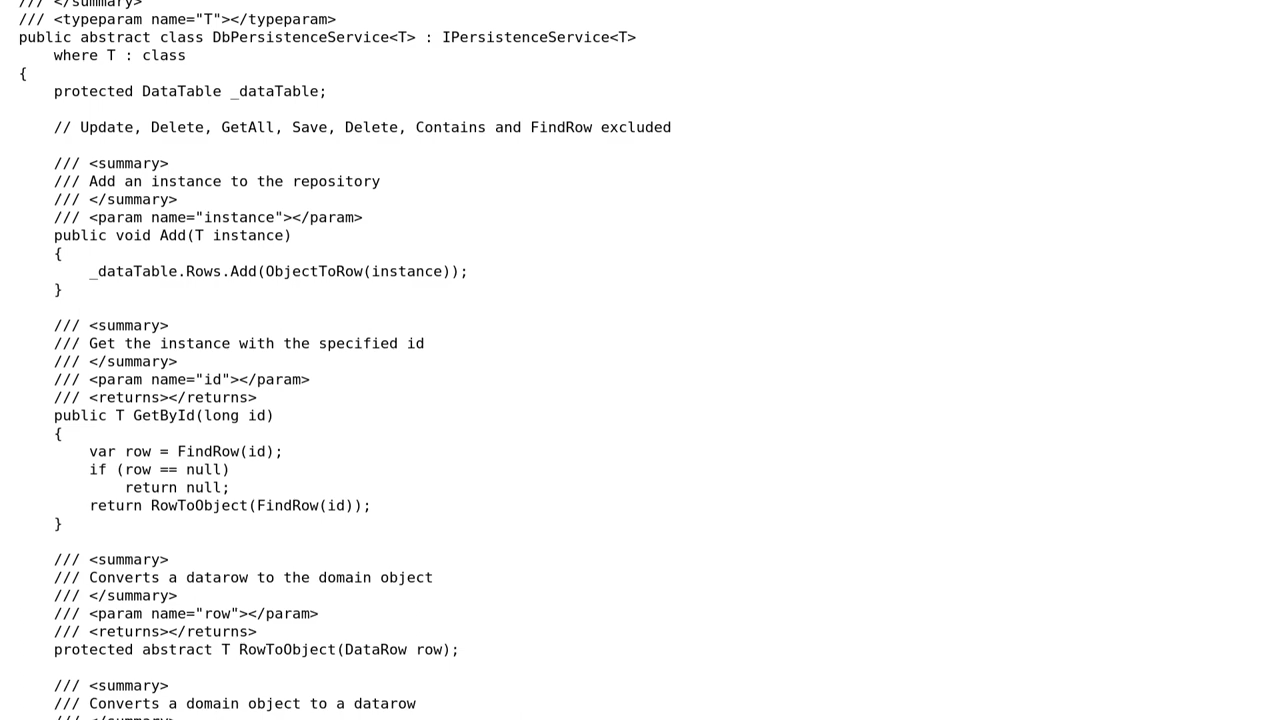 /// </summary>
/// <typeparam name="T"></typeparam>
public abstract class DbPersistenceService<T> : IPersistenceService<T>
    where T : class
{
    protected DataTable _dataTable;

    // Update, Delete, GetAll, Save, Delete, Contains and FindRow excluded

    /// <summary>
    /// Add an instance to the repository
    /// </summary>
    /// <param name="instance"></param>
    public void Add(T instance)
    {
        _dataTable.Rows.Add(ObjectToRow(instance));
    }

    /// <summary>
    /// Get the instance with the specified id
    /// </summary>
    /// <param name="id"></param>
    /// <returns></returns>
    public T GetById(long id)
    {
        var row = FindRow(id);
        if (row == null)
            return null;
        return RowToObject(FindRow(id));
    }

    /// <summary>
    /// Converts a datarow to the domain object
    /// </summary>
    /// <param name="row"></param>
    /// <returns></returns>
    protected abstract T RowToObject(DataRow row);

    /// <summary>
    /// Converts a domain object to a datarow
    /// </summary>